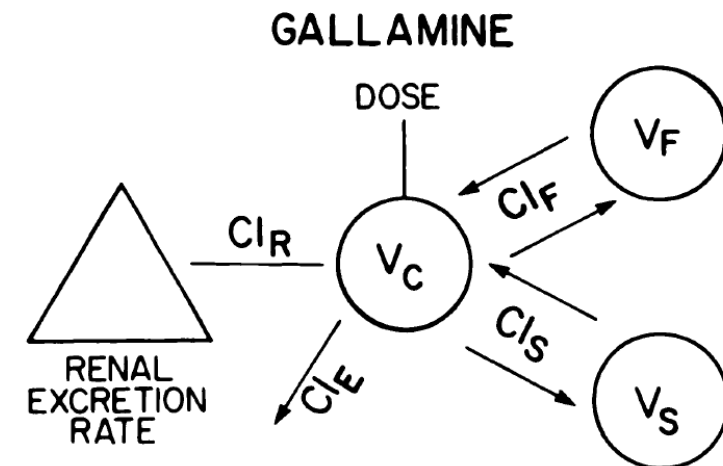 GALLAMINE
DOSE
V_F
Cl_F
Cl_R
V_C
Cl_S
Cl_E
V_S
RENAL
EXCRETION
RATE